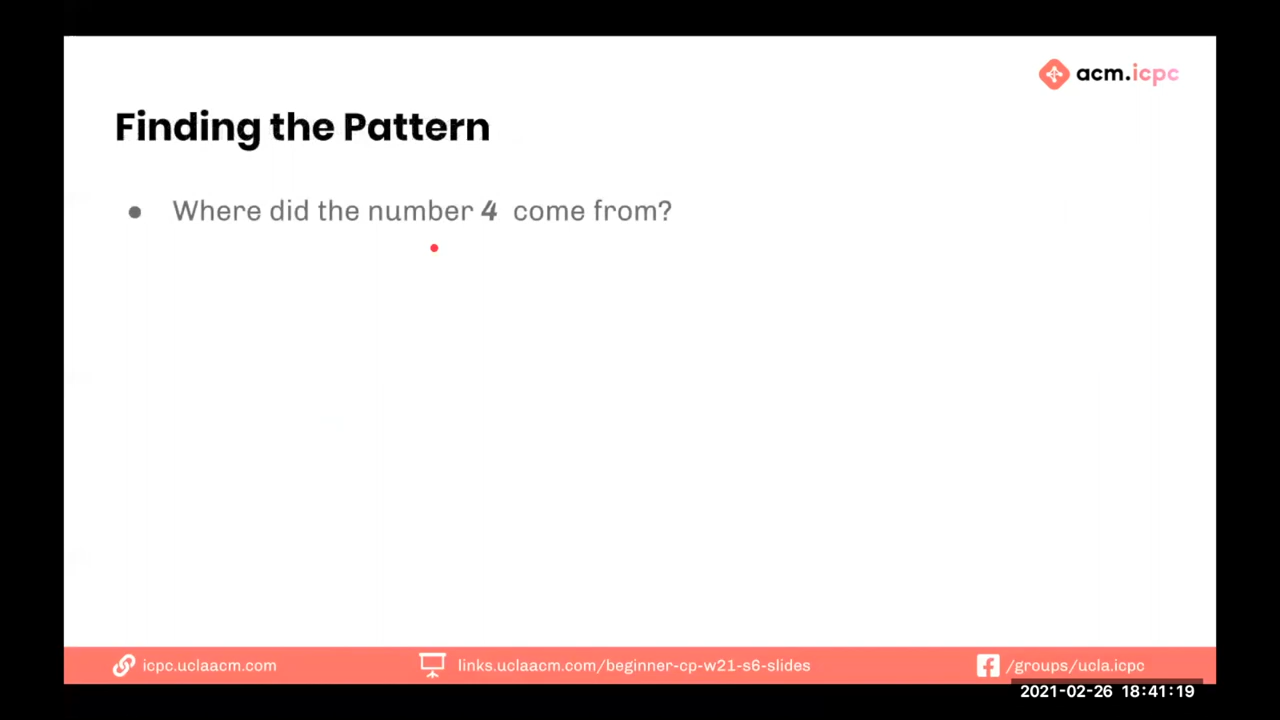 acm.icpc
Finding the Pattern
● Where did the number 4 come from?
icpc.uclaacm.com
links.uclaacm.com/beginner-cp-w21-s6-slides
/groups/ucla.icpc
2021-02-26 18:41:19